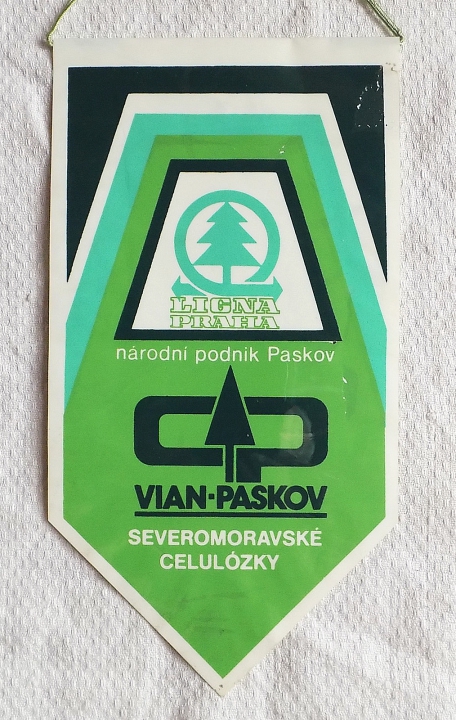 LIGNA
PRAHA
národní podnik Paskov
VIAN-PASKOV
SEVEROMORAVSKÉ
CELULÓZKY